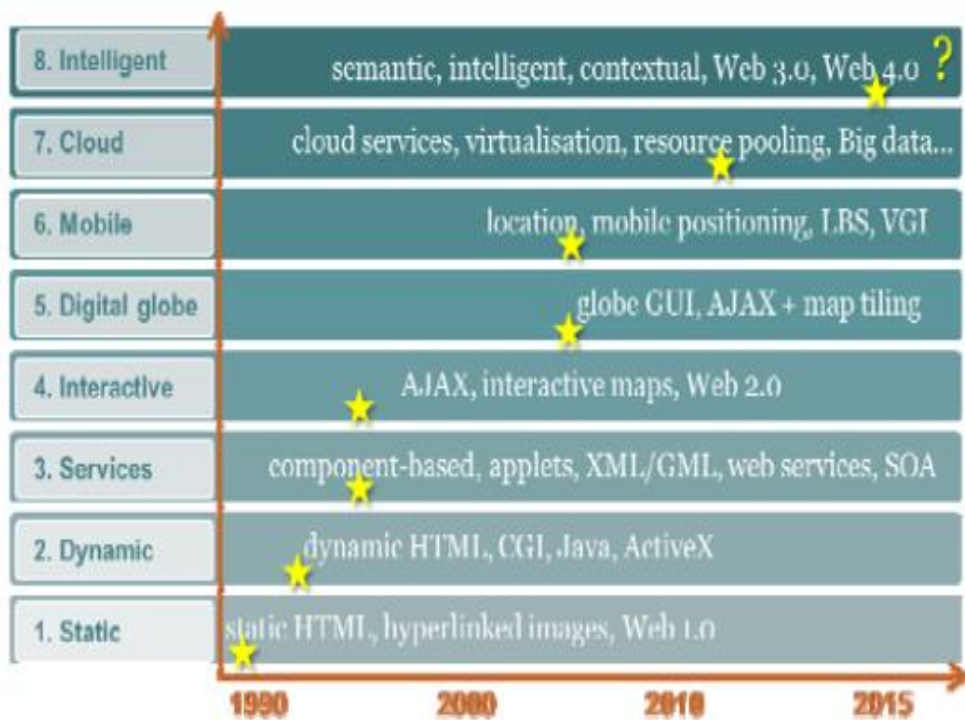 8. Intelligent semantic, intelligent, contextual, Web 3.0, Web 4.0 ?
7. Cloud cloud services, virtualisation, resource pooling, Big data...
6. Mobile location, mobile positioning, LBS, VGI
5. Digital globe globe GUI, AJAX + map tiling
4. Interactive AJAX, interactive maps, Web 2.0
3. Services component-based, applets, XML/GML, web services, SOA
2. Dynamic dynamic HTML, CGI, Java, ActiveX
1. Static static HTML, hyperlinked images, Web 1.0
1990 2000 2010 2015